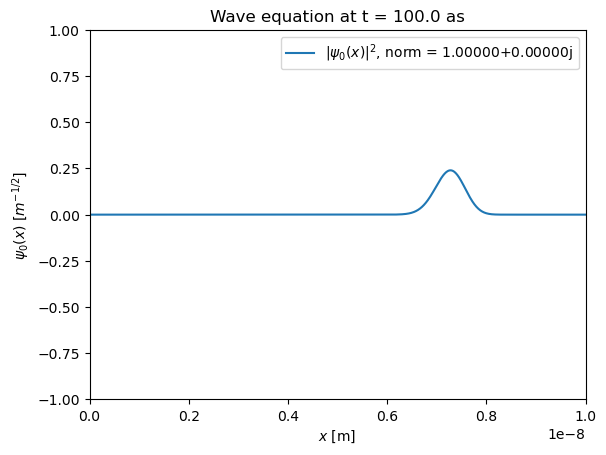 Wave equation at t = 100.0 as
|ψ₀(x)|², norm = 1.00000+0.00000j
1.00
0.75
0.50
0.25
0.00
−0.25
−0.50
−0.75
−1.00
ψ₀(x) [m⁻¹ᐟ²]
0.0 0.2 0.4 0.6 0.8 1.0
x [m]
1e−8